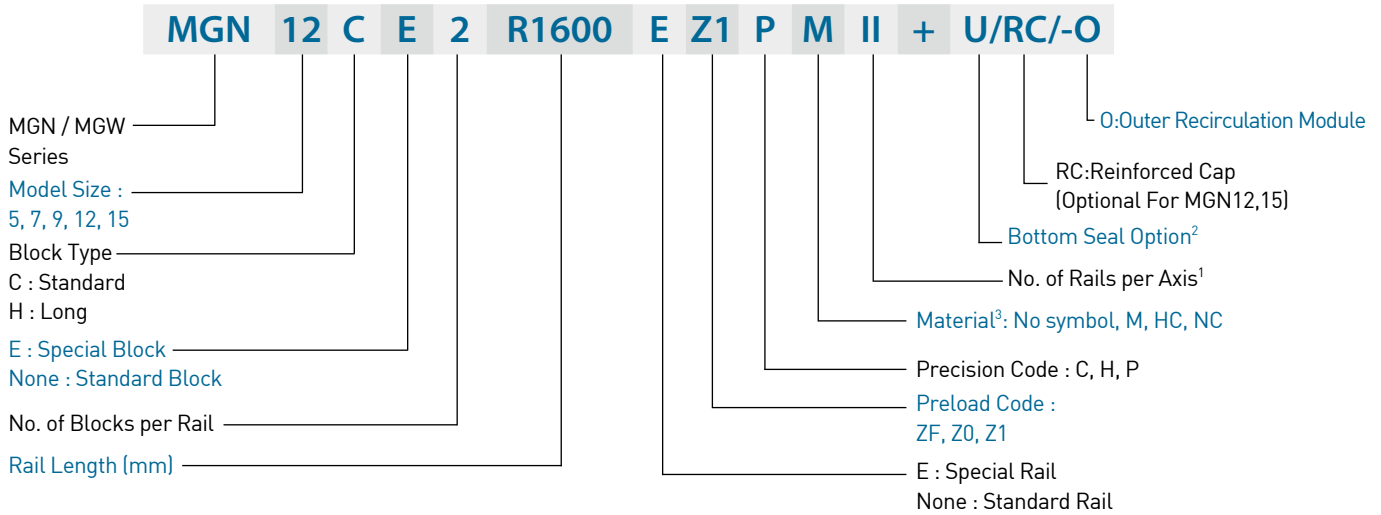 MGN 12 C E 2 R1600 E Z1 P M II + U/RC/-O
MGN / MGW
Series
Model Size :
5, 7, 9, 12, 15
Block Type
C : Standard
H : Long
E : Special Block
None : Standard Block
No. of Blocks per Rail
Rail Length (mm)
O:Outer Recirculation Module
RC:Reinforced Cap
(Optional For MGN12,15)
Bottom Seal Option²
No. of Rails per Axis¹
Material³: No symbol, M, HC, NC
Precision Code : C, H, P
Preload Code :
ZF, Z0, Z1
E : Special Rail
None : Standard Rail